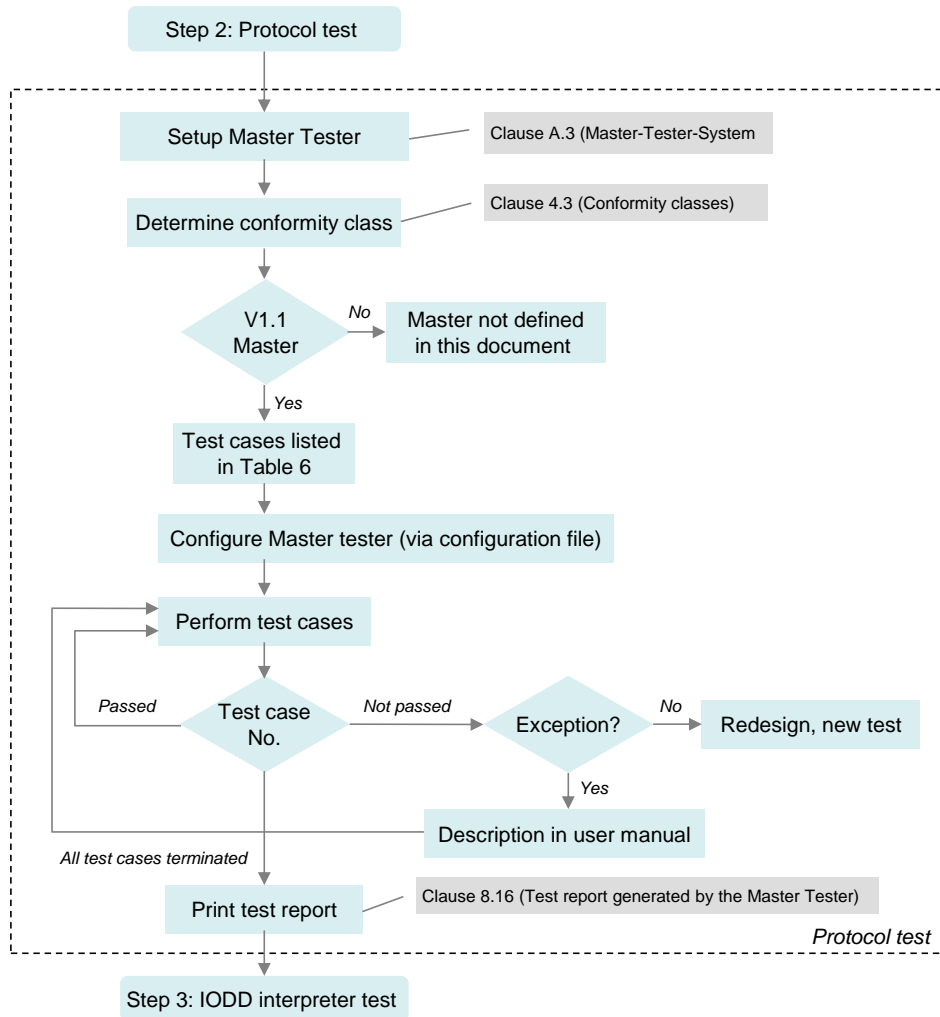 Step 2: Protocol test
Setup Master Tester
Clause A.3 (Master-Tester-System
Determine conformity class
Clause 4.3 (Conformity classes)
V1.1
Master
No
Master not defined
in this document
Yes
Test cases listed
in Table 6
Configure Master tester (via configuration file)
Perform test cases
Passed
Test case
No.
Not passed
Exception?
No
Redesign, new test
Yes
Description in user manual
All test cases terminated
Print test report
Clause 8.16 (Test report generated by the Master Tester)
Protocol test
Step 3: IODD interpreter test